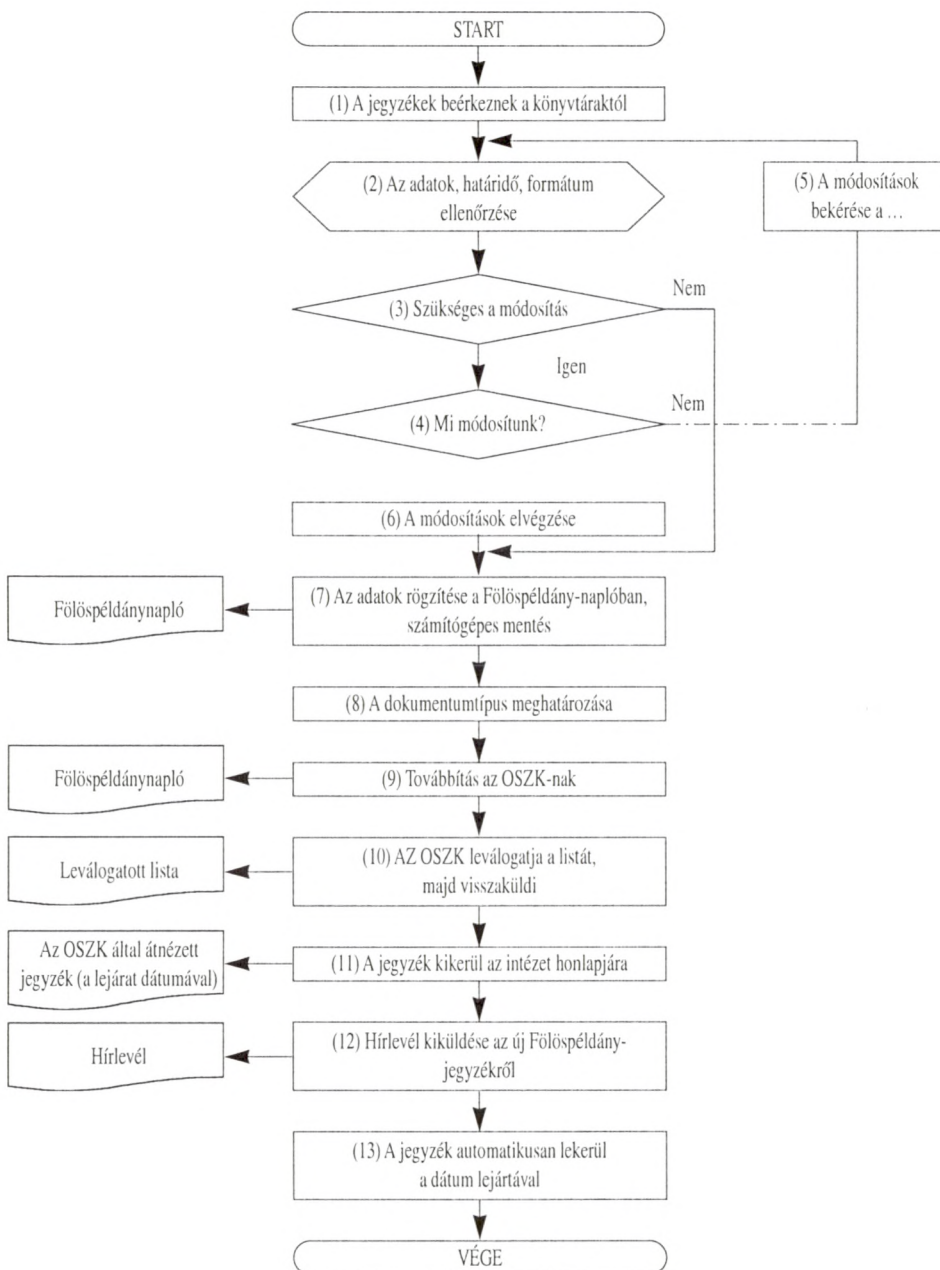 START
(1) A jegyzékek beérkeznek a könyvtáraktól
(2) Az adatok, határidő, formátum
ellenőrzése
(5) A módosítások
bekérése a …
(3) Szükséges a módosítás
Nem
Igen
(4) Mi módosítunk?
Nem
(6) A módosítások elvégzése
Fölöspéldánynapló
(7) Az adatok rögzítése a Fölöspéldány-naplóban,
számítógépes mentés
(8) A dokumentumtípus meghatározása
Fölöspéldánynapló
(9) Továbbítás az OSZK-nak
Leválogatott lista
(10) AZ OSZK leválogatja a listát,
majd visszaküldi
Az OSZK által átnézett
jegyzék (a lejárat dátumával)
(11) A jegyzék kikerül az intézet honlapjára
Hírlevél
(12) Hírlevél kiküldése az új Fölöspéldány-
jegyzékről
(13) A jegyzék automatikusan lekerül
a dátum lejártával
VÉGE